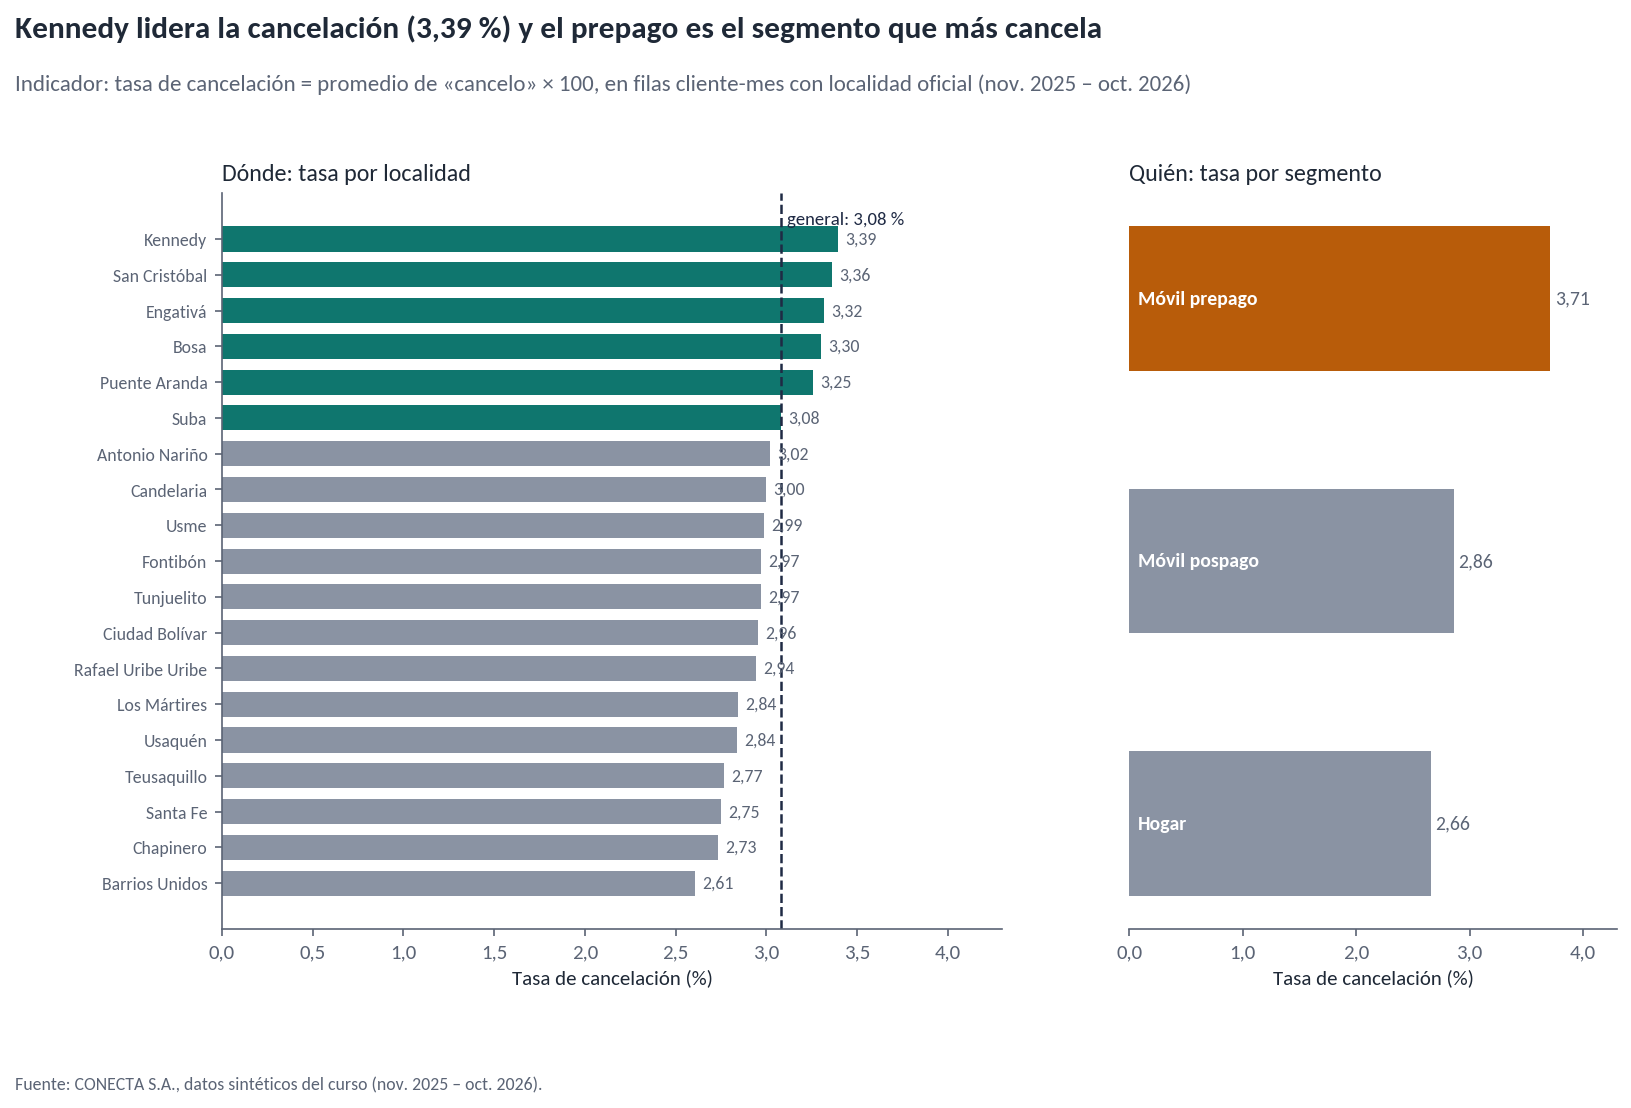 Kennedy lidera la cancelación (3,39 %) y el prepago es el segmento que más cancela
Indicador: tasa de cancelación = promedio de «cancelo» × 100, en filas cliente-mes con localidad oficial (nov. 2025 – oct. 2026)
Dónde: tasa por localidad
general: 3,08 %
Kennedy 3,39
San Cristóbal 3,36
Engativá 3,32
Bosa 3,30
Puente Aranda 3,25
Suba 3,08
Antonio Nariño 3,02
Candelaria 3,00
Usme 2,99
Fontibón 2,97
Tunjuelito 2,97
Ciudad Bolívar 2,96
Rafael Uribe Uribe 2,94
Los Mártires 2,84
Usaquén 2,84
Teusaquillo 2,77
Santa Fe 2,75
Chapinero 2,73
Barrios Unidos 2,61
0,0 0,5 1,0 1,5 2,0 2,5 3,0 3,5 4,0
Tasa de cancelación (%)
Quién: tasa por segmento
Móvil prepago 3,71
Móvil pospago 2,86
Hogar 2,66
0,0 1,0 2,0 3,0 4,0
Tasa de cancelación (%)
Fuente: CONECTA S.A., datos sintéticos del curso (nov. 2025 – oct. 2026).